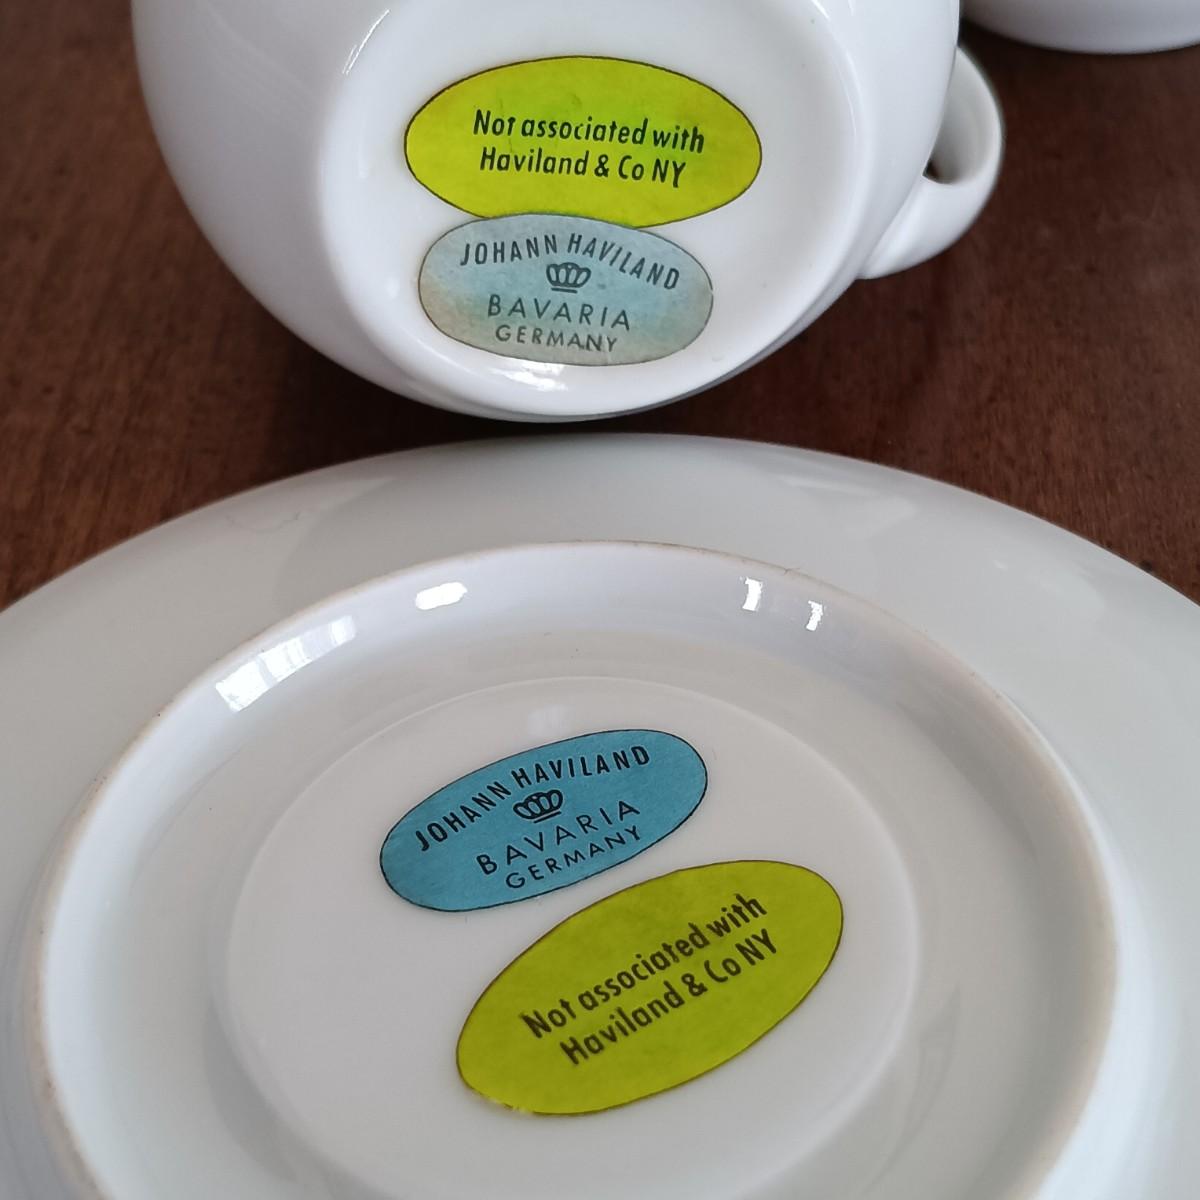 Not associated with
Haviland & Co NY
JOHANN HAVILAND
BAVARIA
GERMANY
JOHANN HAVILAND
BAVARIA
GERMANY
Not associated with
Haviland & Co NY